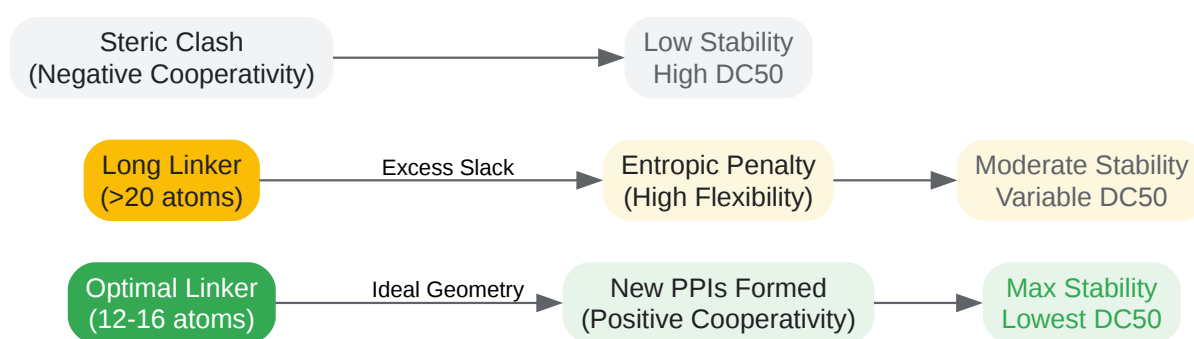 Steric Clash
(Negative Cooperativity)
Low Stability
High DC50
Long Linker
(>20 atoms)
Excess Slack
Entropic Penalty
(High Flexibility)
Moderate Stability
Variable DC50
Optimal Linker
(12-16 atoms)
Ideal Geometry
New PPIs Formed
(Positive Cooperativity)
Max Stability
Lowest DC50